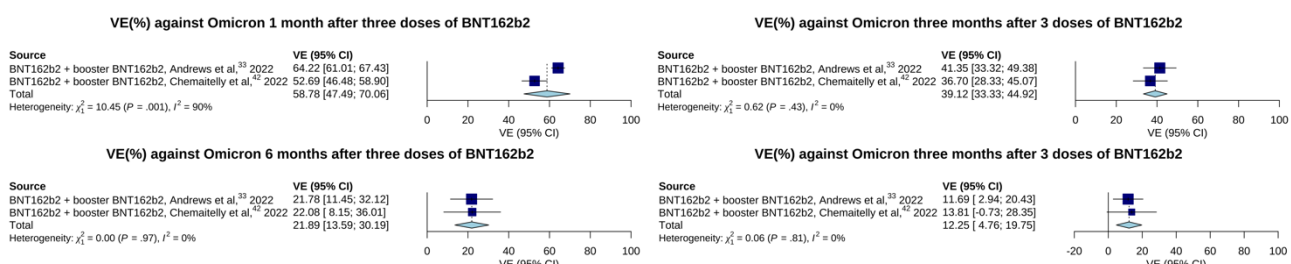 VE(%) against Omicron 1 month after three doses of BNT162b2
Source VE (95% CI)
BNT162b2 + booster BNT162b2, Andrews et al,33 2022 64.22 [61.01; 67.43]
BNT162b2 + booster BNT162b2, Chemaitelly et al,42 2022 52.69 [46.48; 58.90]
Total 58.78 [47.49; 70.06]
Heterogeneity: χ²₁ = 10.45 (P = .001), I² = 90%
0 20 40 60 80 100
VE (95% CI)
VE(%) against Omicron three months after 3 doses of BNT162b2
Source VE (95% CI)
BNT162b2 + booster BNT162b2, Andrews et al,33 2022 41.35 [33.32; 49.38]
BNT162b2 + booster BNT162b2, Chemaitelly et al,42 2022 36.70 [28.33; 45.07]
Total 39.12 [33.33; 44.92]
Heterogeneity: χ²₁ = 0.62 (P = .43), I² = 0%
0 20 40 60 80 100
VE (95% CI)
VE(%) against Omicron 6 months after three doses of BNT162b2
Source VE (95% CI)
BNT162b2 + booster BNT162b2, Andrews et al,33 2022 21.78 [11.45; 32.12]
BNT162b2 + booster BNT162b2, Chemaitelly et al,42 2022 22.08 [ 8.15; 36.01]
Total 21.89 [13.59; 30.19]
Heterogeneity: χ²₁ = 0.00 (P = .97), I² = 0%
0 20 40 60 80 100
VE (95% CI)
VE(%) against Omicron three months after 3 doses of BNT162b2
Source VE (95% CI)
BNT162b2 + booster BNT162b2, Andrews et al,33 2022 11.69 [ 2.94; 20.43]
BNT162b2 + booster BNT162b2, Chemaitelly et al,42 2022 13.81 [-0.73; 28.35]
Total 12.25 [ 4.76; 19.75]
Heterogeneity: χ²₁ = 0.06 (P = .81), I² = 0%
-20 0 20 40 60 80 100
VE (95% CI)